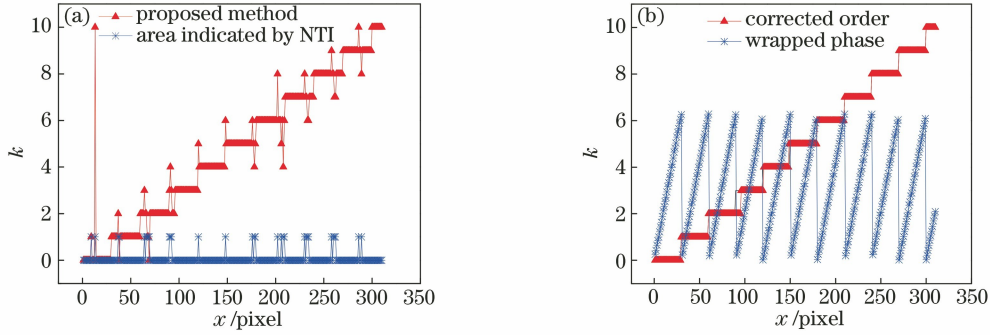 (a)
proposed method
area indicated by NTI
10
8
6
4
2
0
k
0 50 100 150 200 250 300 350
x /pixel
(b)
corrected order
wrapped phase
10
8
6
4
2
0
k
0 50 100 150 200 250 300 350
x /pixel